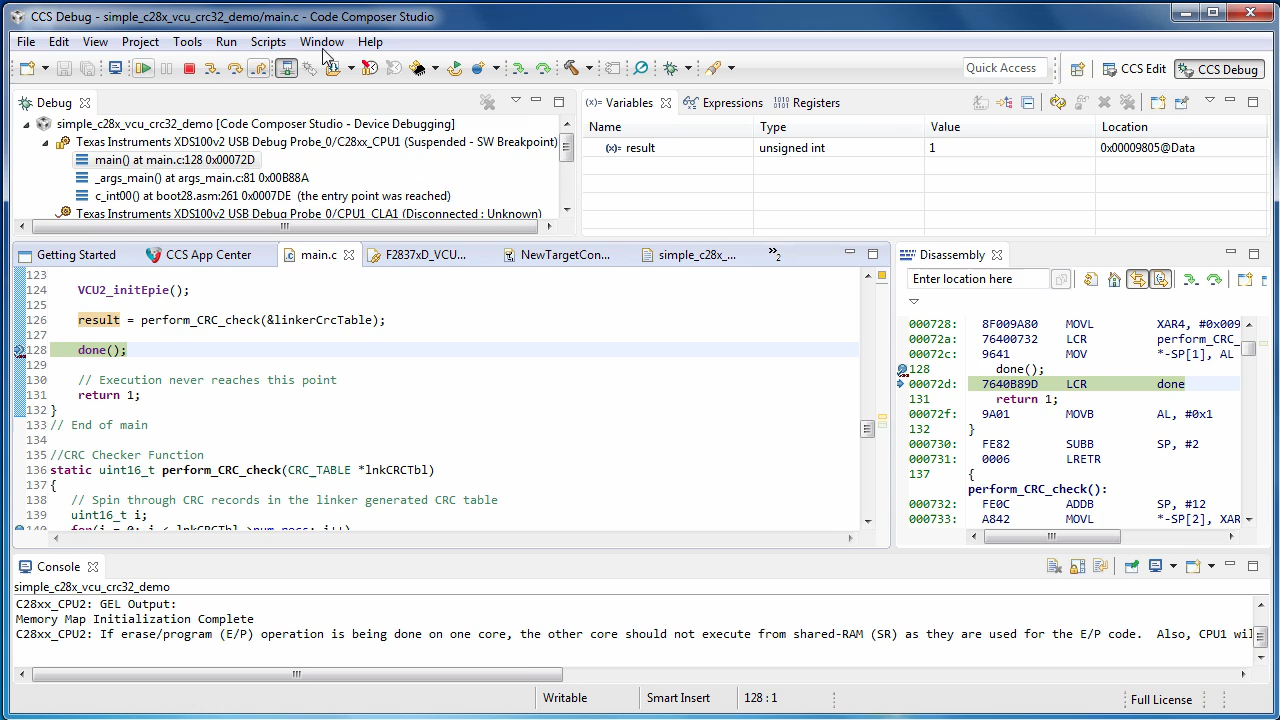 CCS Debug - simple_c28x_vcu_crc32_demo/main.c - Code Composer Studio
File Edit View Project Tools Run Scripts Window Help
Quick Access CCS Edit CCS Debug
Debug
simple_c28x_vcu_crc32_demo [Code Composer Studio - Device Debugging]
Texas Instruments XDS100v2 USB Debug Probe_0/C28xx_CPU1 (Suspended - SW Breakpoint)
main() at main.c:128 0x00072D
_args_main() at args_main.c:81 0x00B88A
c_int00() at boot28.asm:261 0x0007DE (the entry point was reached)
Texas Instruments XDS100v2 USB Debug Probe_0/CPU1_CLA1 (Disconnected : Unknown)
(x)= Variables Expressions Registers
Name Type Value Location
(x)= result unsigned int 1 0x00009805@Data
Getting Started CCS App Center main.c F2837xD_VCU... NewTargetCon... simple_c28x_... »2
123
124 VCU2_initEpie();
125
126 result = perform_CRC_check(&linkerCrcTable);
127
128 done();
129
130 // Execution never reaches this point
131 return 1;
132 }
133 // End of main
134
135 //CRC Checker Function
136 static uint16_t perform_CRC_check(CRC_TABLE *lnkCRCTbl)
137 {
138 // Spin through CRC records in the linker generated CRC table
139 uint16_t i;
140 for(i = 0; i < lnkCRCTbl->num_recs; i++)
Disassembly
Enter location here
000728: 8F009A80 MOVL XAR4, #0x009
00072a: 76400732 LCR perform_CRC_
00072c: 9641 MOV *-SP[1], AL
128 done();
00072d: 7640B89D LCR done
131 return 1;
00072f: 9A01 MOVB AL, #0x1
132 }
000730: FE82 SUBB SP, #2
000731: 0006 LRETR
137 {
perform_CRC_check():
000732: FE0C ADDB SP, #12
000733: A842 MOVL *-SP[2], XAR
Console
simple_c28x_vcu_crc32_demo
C28xx_CPU2: GEL Output:
Memory Map Initialization Complete
C28xx_CPU2: If erase/program (E/P) operation is being done on one core, the other core should not execute from shared-RAM (SR) as they are used for the E/P code. Also, CPU1 wil
Writable Smart Insert 128 : 1 Full License